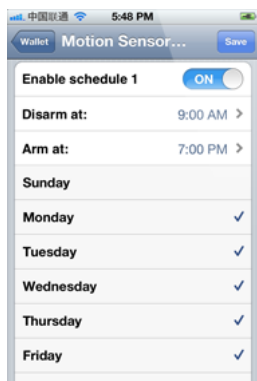 中国联通 5:48 PM
Wallet Motion Sensor... Save
Enable schedule 1 ON
Disarm at: 9:00 AM
Arm at: 7:00 PM
Sunday
Monday
Tuesday
Wednesday
Thursday
Friday